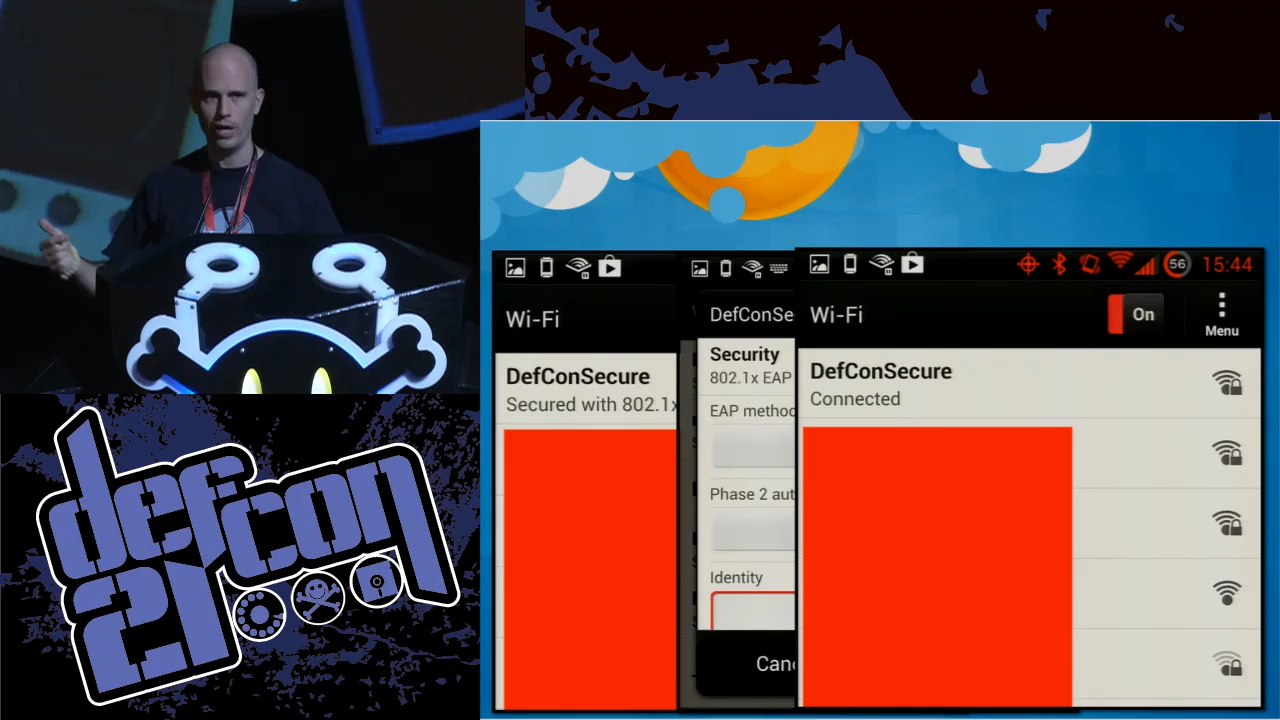 defcon
21
Wi-Fi
DefConSecure
Secured with 802.1x
DefConSe
Security
802.1x EAP
EAP method
Phase 2 aut
Identity
Canc
56
15:44
Wi-Fi
On
Menu
DefConSecure
Connected